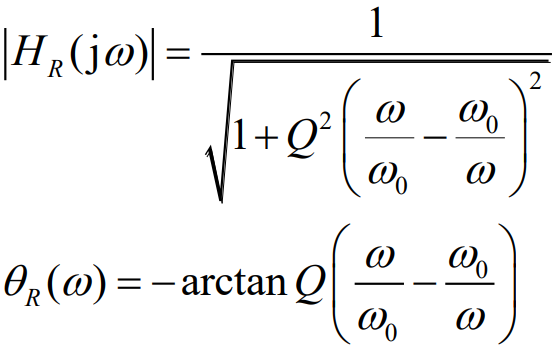 |H_R(jω)| = 1 / √(1 + Q²(ω/ω₀ − ω₀/ω)²)
θ_R(ω) = −arctan Q(ω/ω₀ − ω₀/ω)